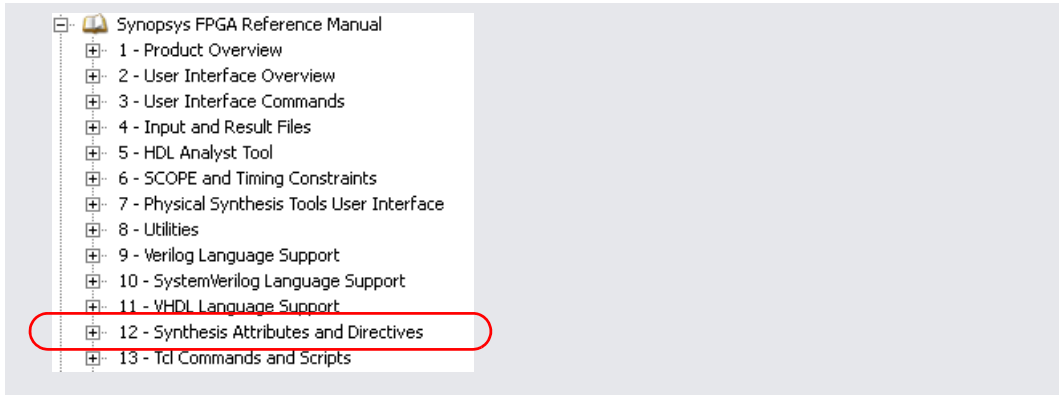 Synopsys FPGA Reference Manual
1 - Product Overview
2 - User Interface Overview
3 - User Interface Commands
4 - Input and Result Files
5 - HDL Analyst Tool
6 - SCOPE and Timing Constraints
7 - Physical Synthesis Tools User Interface
8 - Utilities
9 - Verilog Language Support
10 - SystemVerilog Language Support
11 - VHDL Language Support
12 - Synthesis Attributes and Directives
13 - Tcl Commands and Scripts